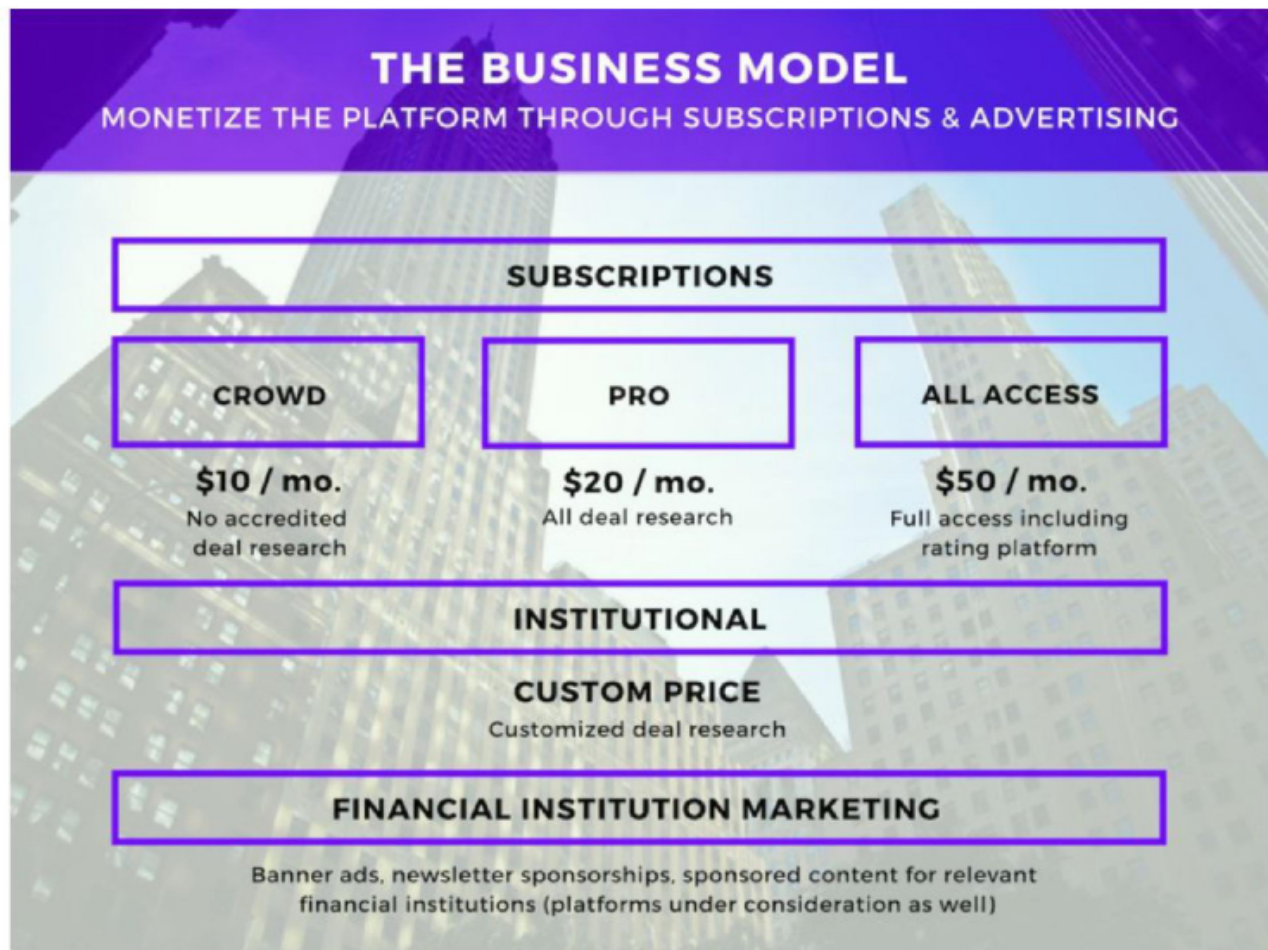 THE BUSINESS MODEL
MONETIZE THE PLATFORM THROUGH SUBSCRIPTIONS & ADVERTISING
SUBSCRIPTIONS
CROWD
$10 / mo.
No accredited
deal research
PRO
$20 / mo.
All deal research
ALL ACCESS
$50 / mo.
Full access including
rating platform
INSTITUTIONAL
CUSTOM PRICE
Customized deal research
FINANCIAL INSTITUTION MARKETING
Banner ads, newsletter sponsorships, sponsored content for relevant
financial institutions (platforms under consideration as well)